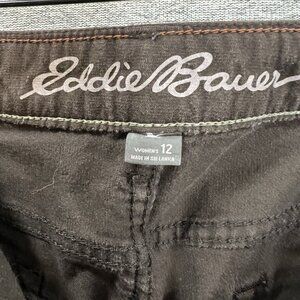 Eddie Bauer
WOMEN'S 12
MADE IN SRI LANKA